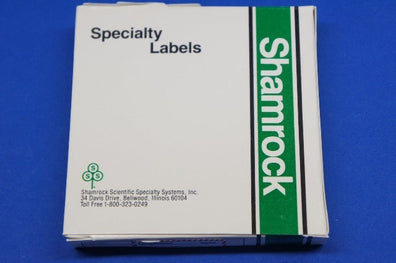 Specialty
Labels
Shamrock
S
S S
S
Shamrock Scientific Specialty Systems, Inc.
34 Davis Drive, Bellwood, Illinois 60104
Toll Free 1-800-323-0249